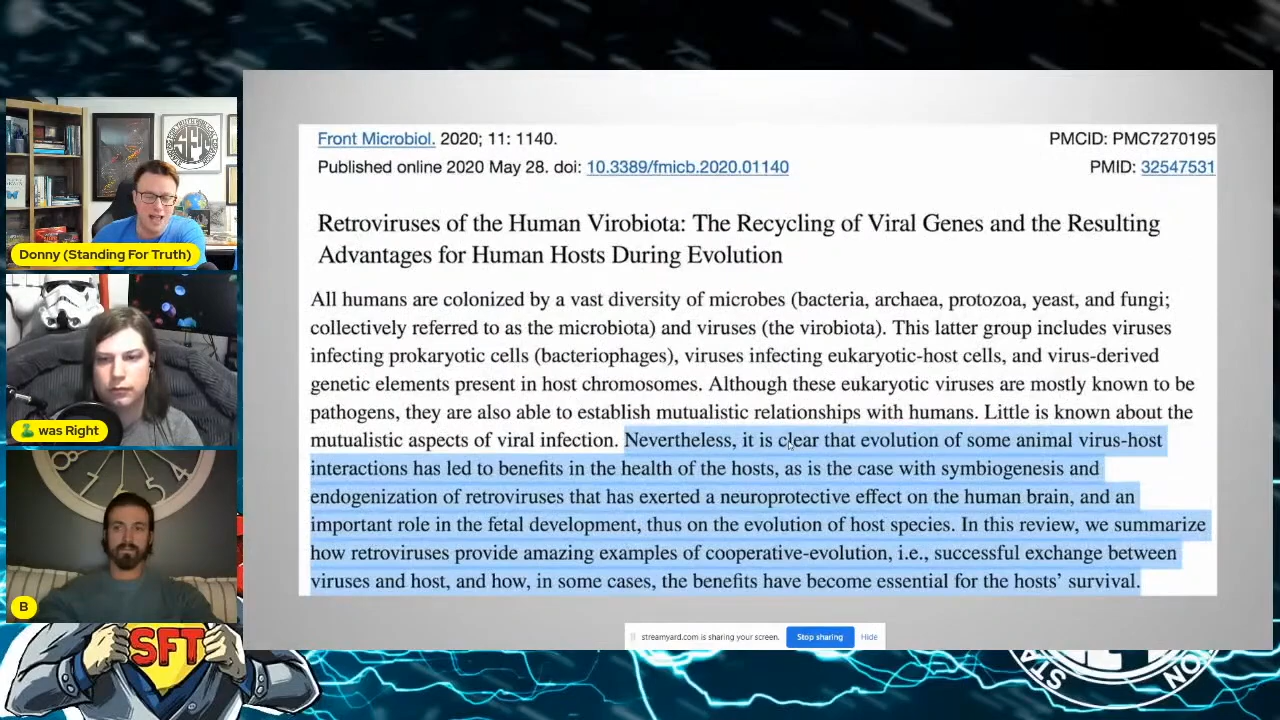 Front Microbiol. 2020; 11: 1140.
PMCID: PMC7270195
Published online 2020 May 28. doi: 10.3389/fmicb.2020.01140
PMID: 32547531
Retroviruses of the Human Virobiota: The Recycling of Viral Genes and the Resulting
Advantages for Human Hosts During Evolution
All humans are colonized by a vast diversity of microbes (bacteria, archaea, protozoa, yeast, and fungi;
collectively referred to as the microbiota) and viruses (the virobiota). This latter group includes viruses
infecting prokaryotic cells (bacteriophages), viruses infecting eukaryotic-host cells, and virus-derived
genetic elements present in host chromosomes. Although these eukaryotic viruses are mostly known to be
pathogens, they are also able to establish mutualistic relationships with humans. Little is known about the
mutualistic aspects of viral infection. Nevertheless, it is clear that evolution of some animal virus-host
interactions has led to benefits in the health of the hosts, as is the case with symbiogenesis and
endogenization of retroviruses that has exerted a neuroprotective effect on the human brain, and an
important role in the fetal development, thus on the evolution of host species. In this review, we summarize
how retroviruses provide amazing examples of cooperative-evolution, i.e., successful exchange between
viruses and host, and how, in some cases, the benefits have become essential for the hosts' survival.
Donny (Standing For Truth)
was Right
B
streamyard.com is sharing your screen.
Stop sharing
Hide
SFT
SFT